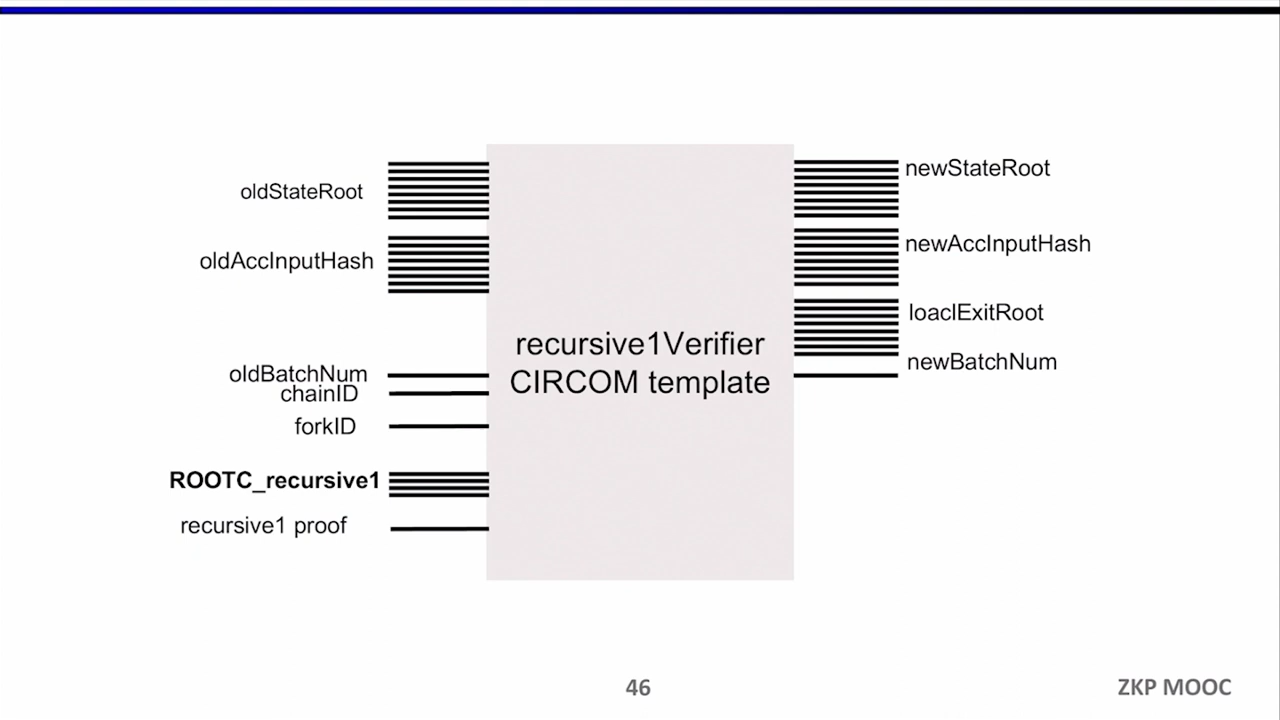 oldStateRoot
oldAccInputHash
oldBatchNum
chainID
forkID
ROOTC_recursive1
recursive1 proof
recursive1Verifier
CIRCOM template
newStateRoot
newAccInputHash
loaclExitRoot
newBatchNum
46
ZKP MOOC